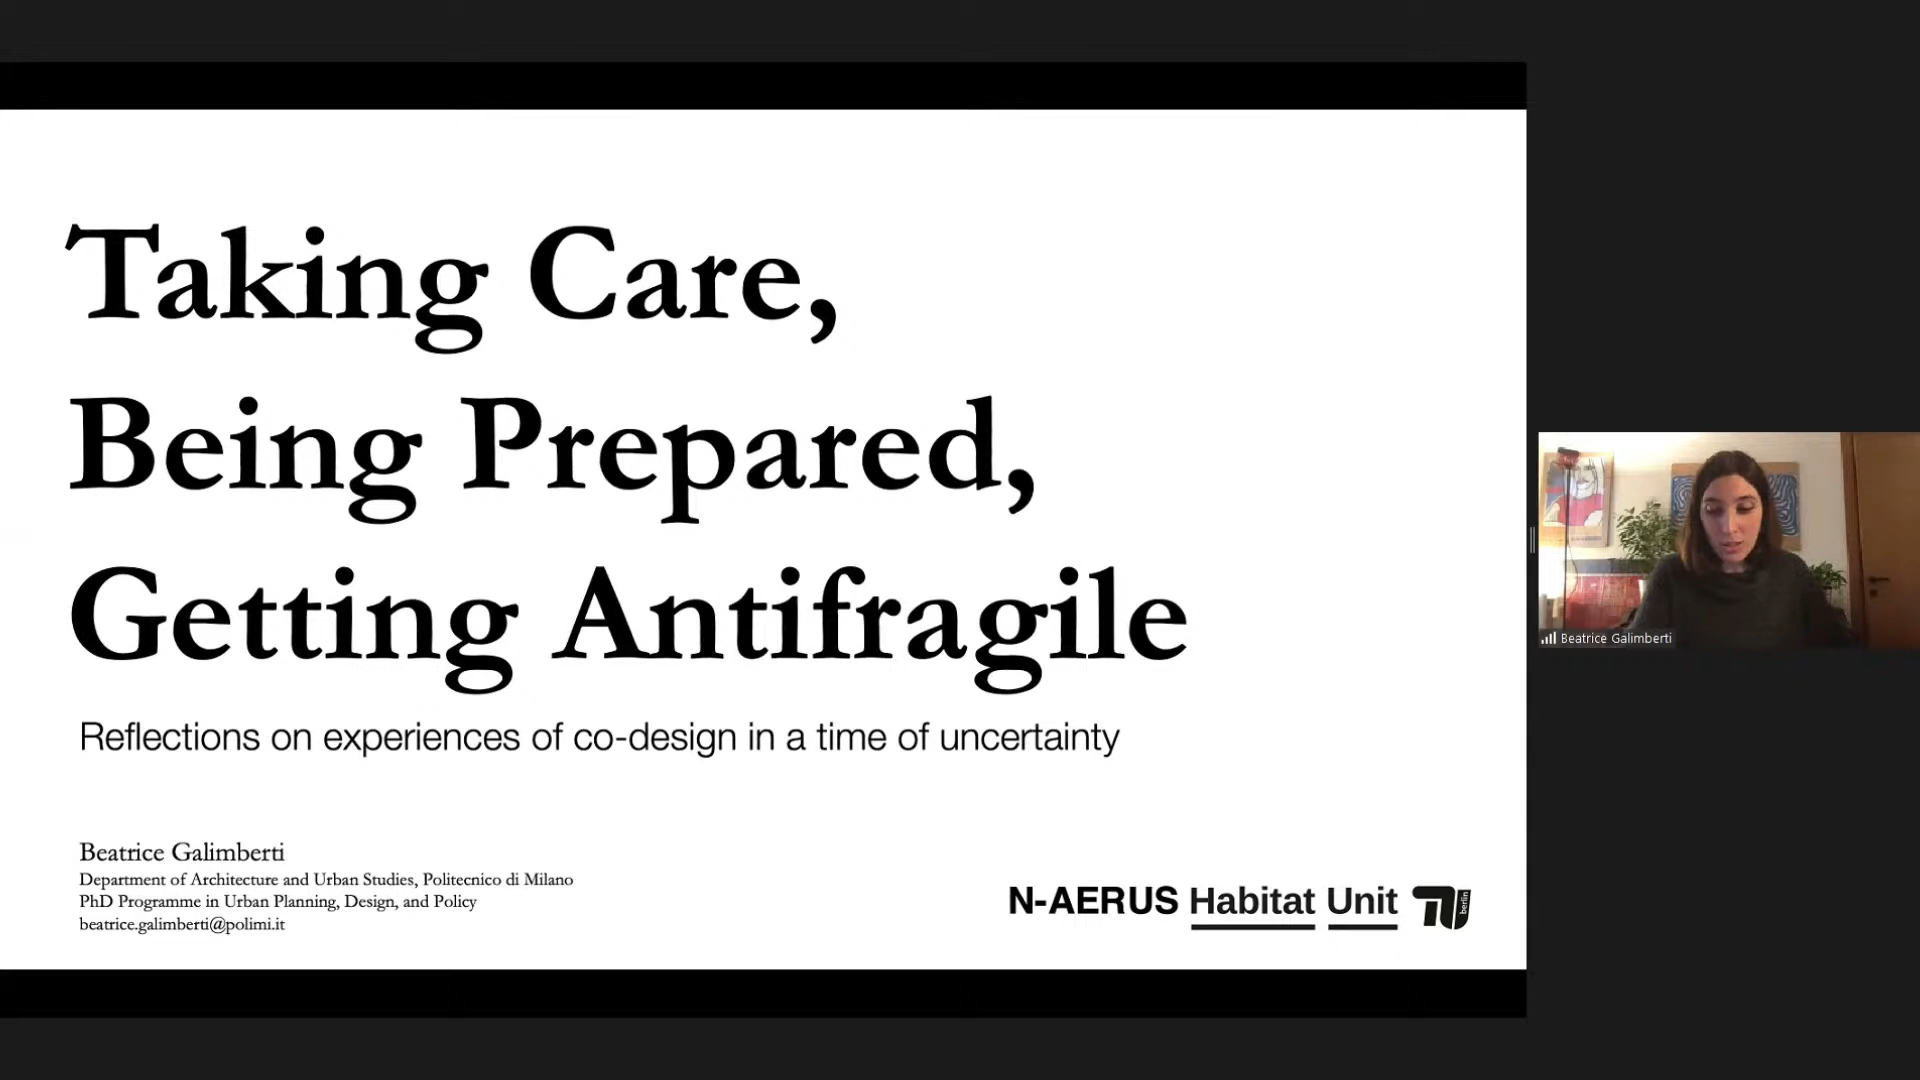 Taking Care,
Being Prepared,
Getting Antifragile
Reflections on experiences of co-design in a time of uncertainty
Beatrice Galimberti
Department of Architecture and Urban Studies, Politecnico di Milano
PhD Programme in Urban Planning, Design, and Policy
beatrice.galimberti@polimi.it
N-AERUS Habitat Unit
berlin
Beatrice Galimberti